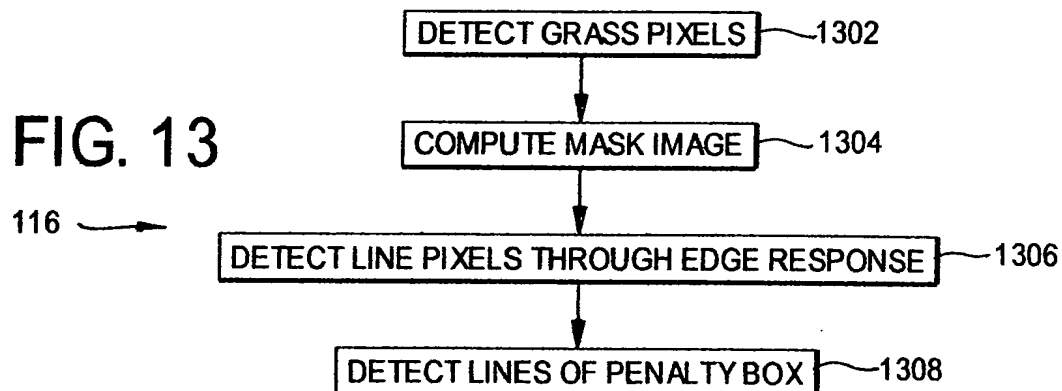 DETECT GRASS PIXELS 1302
FIG. 13
COMPUTE MASK IMAGE 1304
116
DETECT LINE PIXELS THROUGH EDGE RESPONSE 1306
DETECT LINES OF PENALTY BOX 1308